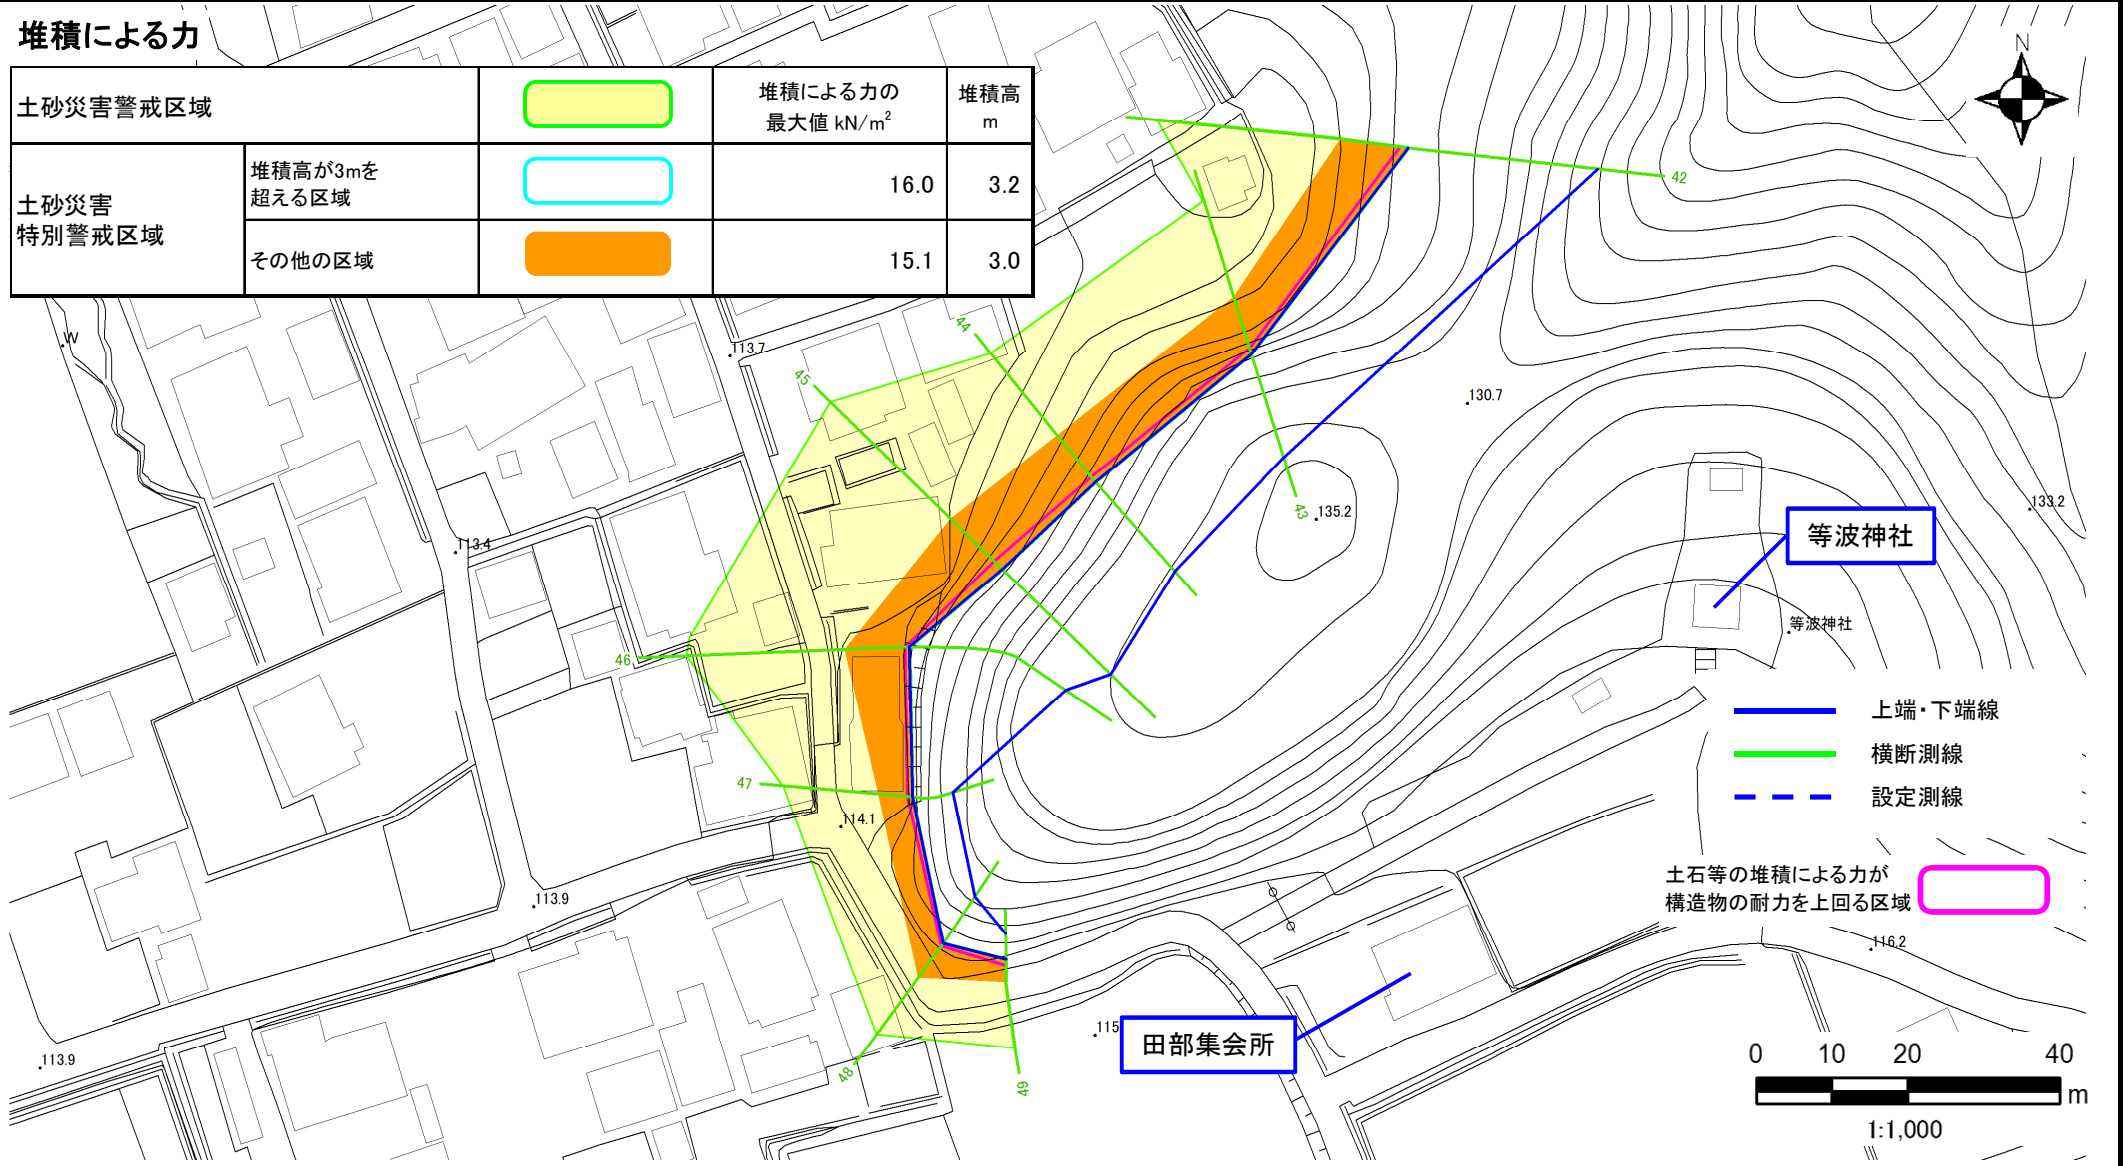 堆積による力
土砂災害警戒区域
堆積による力の
最大値 kN/m²
堆積高
m
土砂災害
特別警戒区域
堆積高が3mを
超える区域
16.0
3.2
その他の区域
15.1
3.0
N
42
W
113.7
44
45
130.7
43
135.2
133.2
113.4
等波神社
等波神社
46
47
114.1
113.9
上端・下端線
横断測線
設定測線
土石等の堆積による力が
構造物の耐力を上回る区域
116.2
115
田部集会所
113.9
48
49
0 10 20 40
m
1:1,000